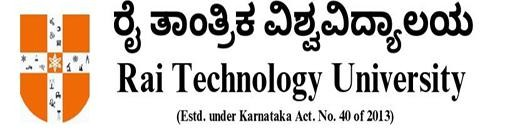 ರೈ ತಾಂತ್ರಿಕ ವಿಶ್ವವಿದ್ಯಾಲಯ
Rai Technology University
(Estd. under Karnataka Act. No. 40 of 2013)